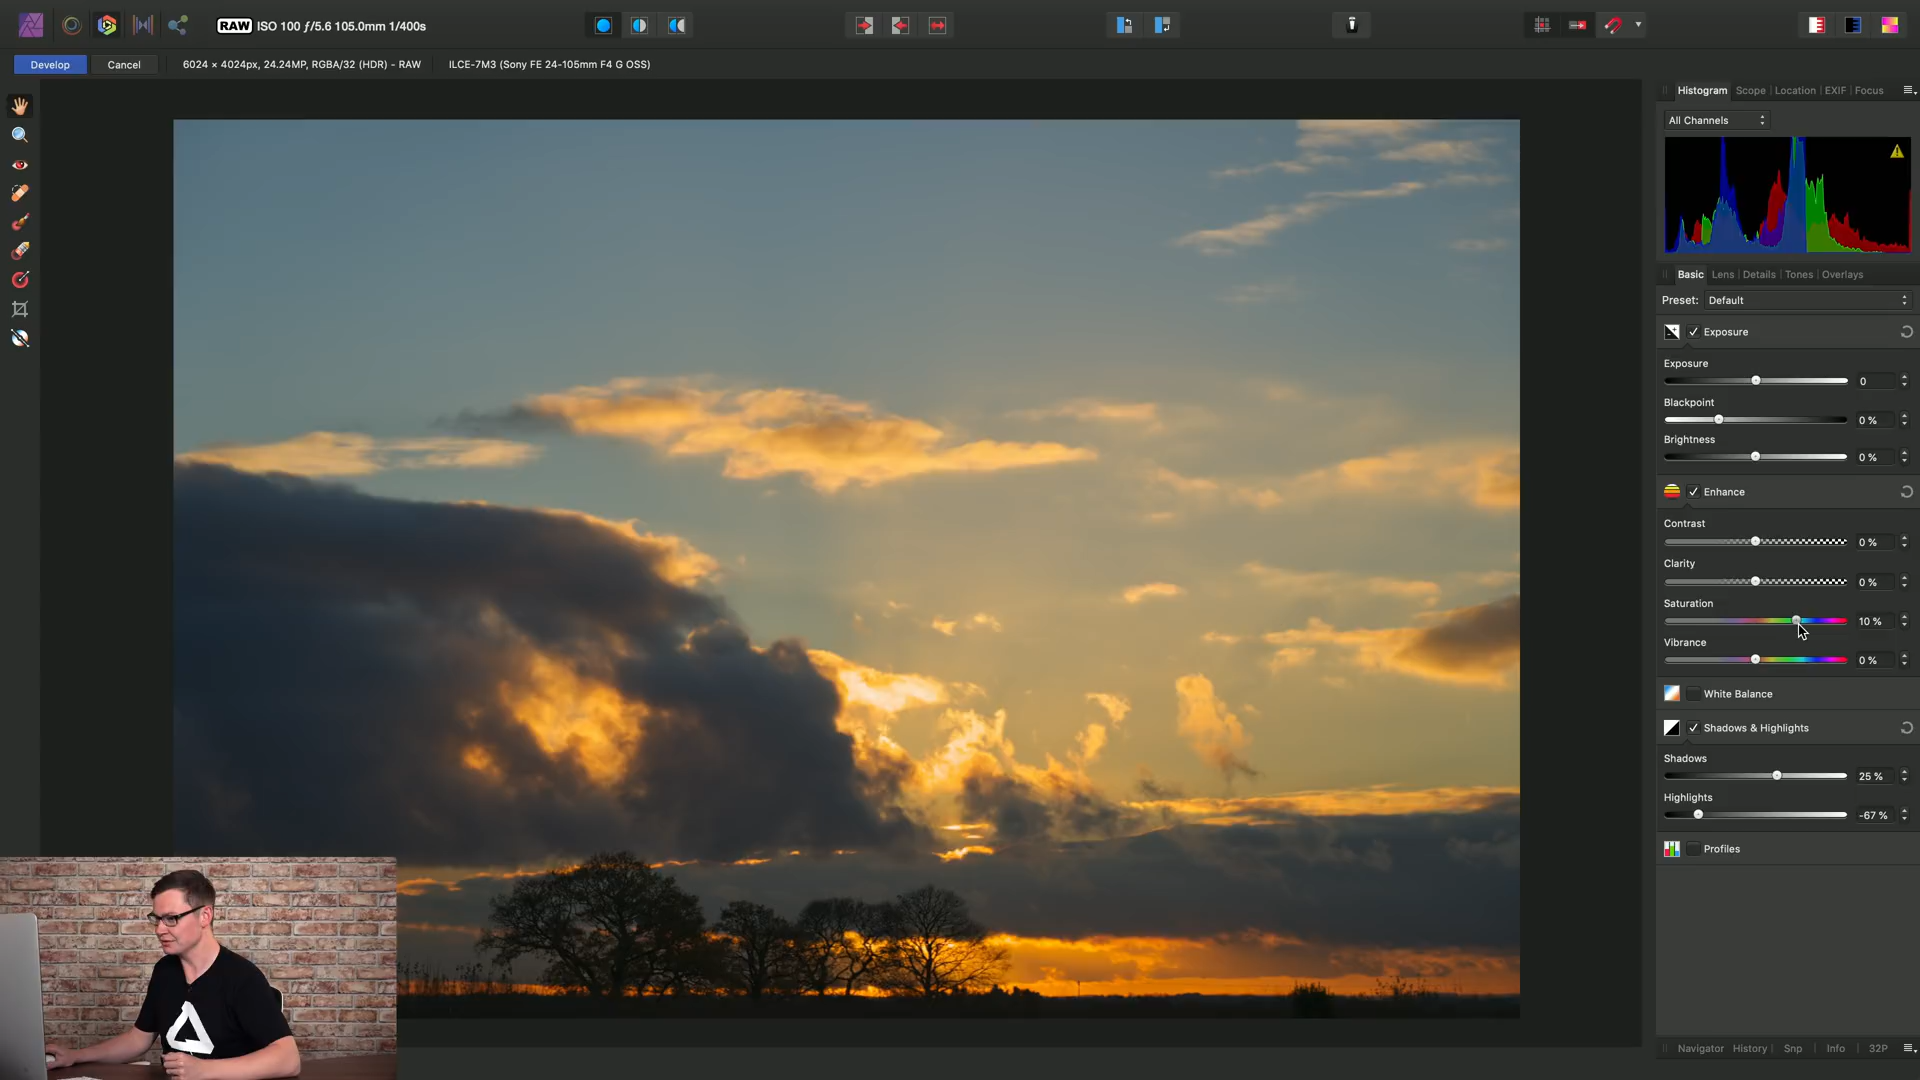 RAW ISO 100 ƒ/5.6 105.0mm 1/400s
Develop Cancel 6024 × 4024px, 24.24MP, RGBA/32 (HDR) - RAW ILCE-7M3 (Sony FE 24-105mm F4 G OSS)
Histogram Scope Location EXIF Focus
All Channels
Basic Lens Details Tones Overlays
Preset: Default
Exposure
Exposure
0
Blackpoint
0 %
Brightness
0 %
Enhance
Contrast
0 %
Clarity
0 %
Saturation
10 %
Vibrance
0 %
White Balance
Shadows & Highlights
Shadows
25 %
Highlights
-67 %
Profiles
Navigator History Snp Info 32P